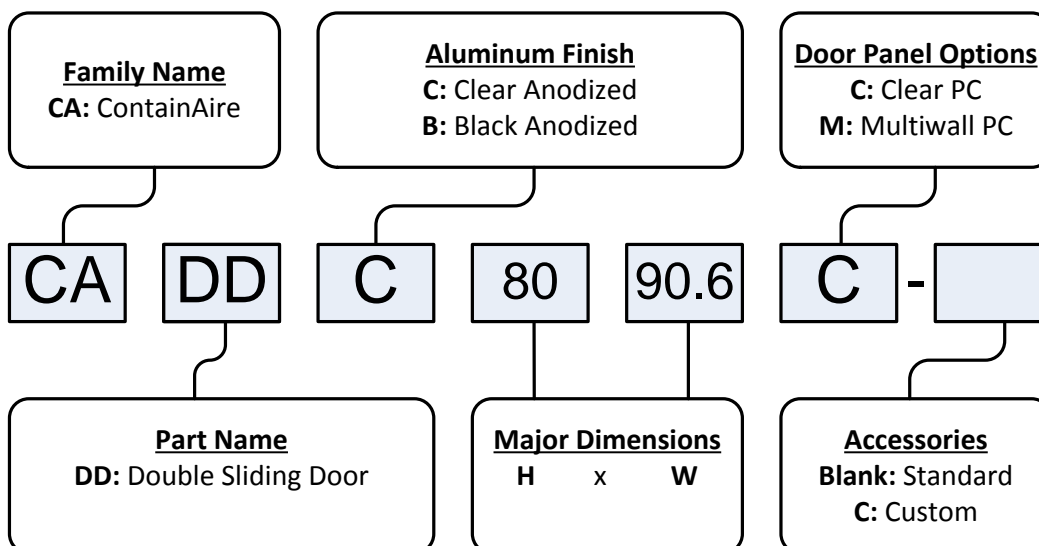 Family Name
CA: ContainAire
Aluminum Finish
C: Clear Anodized
B: Black Anodized
Door Panel Options
C: Clear PC
M: Multiwall PC
CA DD C 80 90.6 C -
Part Name
DD: Double Sliding Door
Major Dimensions
H x W
Accessories
Blank: Standard
C: Custom